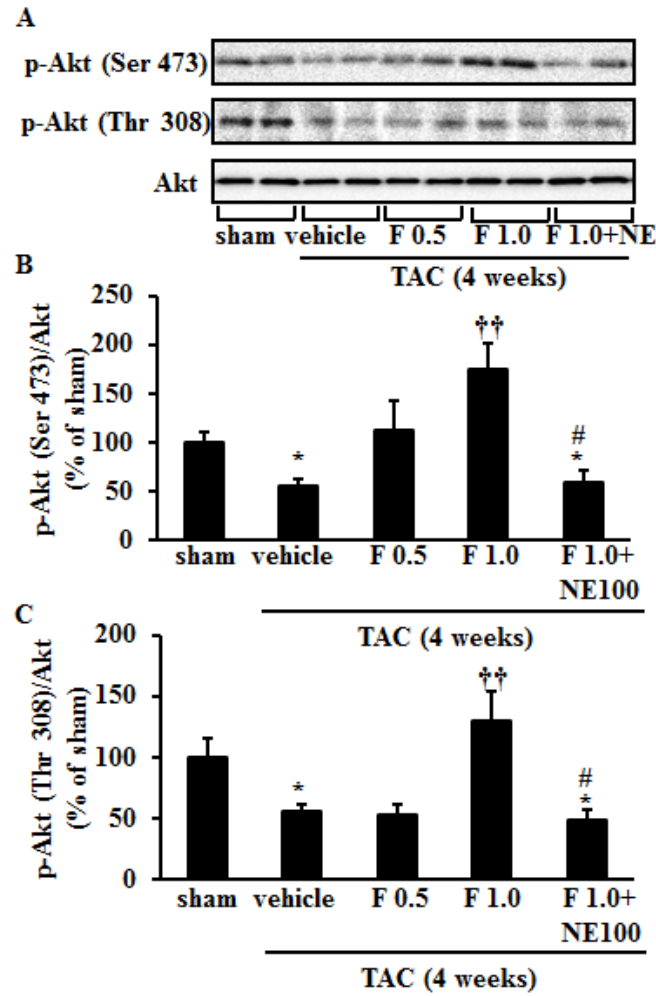 A
p-Akt (Ser 473)
p-Akt (Thr 308)
Akt
sham vehicle F 0.5 F 1.0 F 1.0+NE
TAC (4 weeks)
B
p-Akt (Ser 473)/Akt
(% of sham)
250
200
150
100
50
0
*
††
#
*
sham vehicle F 0.5 F 1.0 F 1.0+
NE100
TAC (4 weeks)
C
p-Akt (Thr 308)/Akt
(% of sham)
200
150
100
50
0
*
††
#
*
sham vehicle F 0.5 F 1.0 F 1.0+
NE100
TAC (4 weeks)